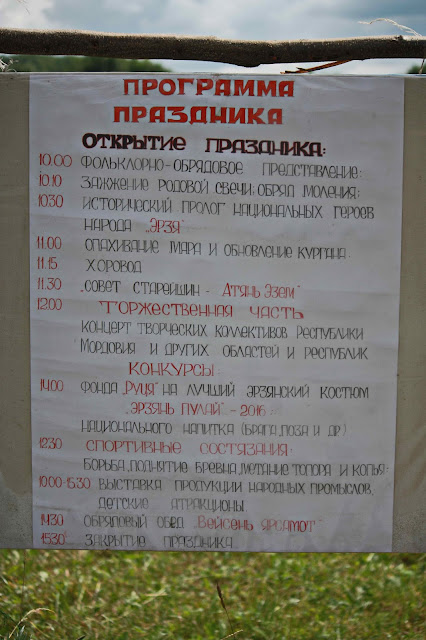 ПРОГРАММА
ПРАЗДНИКА
ОТКРЫТИЕ ПРАЗДНИКА:
10.00 ФОЛЬКЛОРНО-ОБРЯДОВОЕ ПРЕДСТАВЛЕНИЕ:
10.10 ЗАЖЖЕНИЕ РОДОВОЙ СВЕЧИ; ОБРЯД МОЛЕНИЯ;
10.30 ИСТОРИЧЕСКИЙ ПРОЛОГ НАЦИОНАЛЬНЫХ ГЕРОЕВ
НАРОДА „ЭРЗЯ"
11.00 ОПАХИВАНИЕ МАРА И ОБНОВЛЕНИЕ КУРГАНА.
11.15 ХОРОВОД
11.30 „СОВЕТ СТАРЕЙШИН - АТЯНЬ ЭЗЕМ"
12.00 ТОРЖЕСТВЕННАЯ ЧАСТЬ
КОНЦЕРТ ТВОРЧЕСКИХ КОЛЛЕКТИВОВ РЕСПУБЛИКИ
МОРДОВИЯ И ДРУГИХ ОБЛАСТЕЙ И РЕСПУБЛИК
КОНКУРСЫ:
14.00 ФОНДА „РУЦЯ" НА ЛУЧШИЙ ЭРЗЯНСКИЙ КОСТЮМ
„ЭРЗЯНЬ ПУЛАЙ" - 2016
НАЦИОНАЛЬНОГО НАПИТКА (БРАГА, ПОЗА И ДР.)
12.30 СПОРТИВНЫЕ СОСТЯЗАНИЯ:
БОРЬБА, ПОДНЯТИЕ БРЕВНА, МЕТАНИЕ ТОПОРА И КОПЬЯ;
10.00-15.30 ВЫСТАВКА ПРОДУКЦИИ НАРОДНЫХ ПРОМЫСЛОВ,
ДЕТСКИЕ АТРАКЦИОНЫ.
14.30 ОБРЯДОВЫЙ ОБЕД „ВЕЙСЕНЬ ЯРСАМОТ"
15.30 ЗАКРЫТИЕ ПРАЗДНИКА